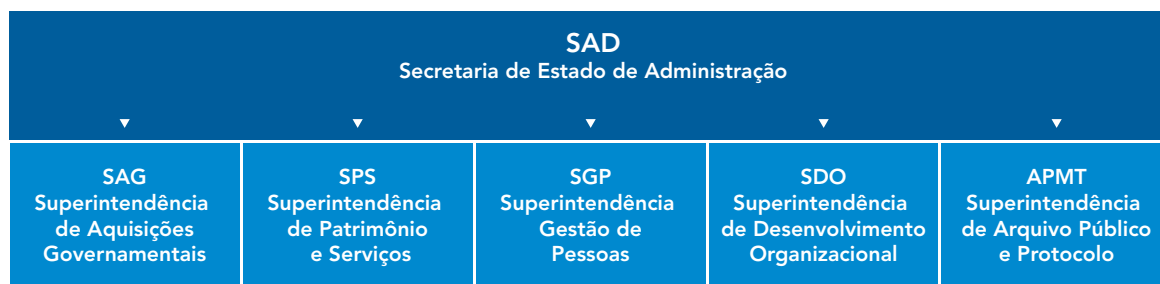 SAD
Secretaria de Estado de Administração
SAG
Superintendência
de Aquisições
Governamentais
SPS
Superintendência
de Patrimônio
e Serviços
SGP
Superintendência
Gestão de
Pessoas
SDO
Superintendência
de Desenvolvimento
Organizacional
APMT
Superintendência
de Arquivo Público
e Protocolo